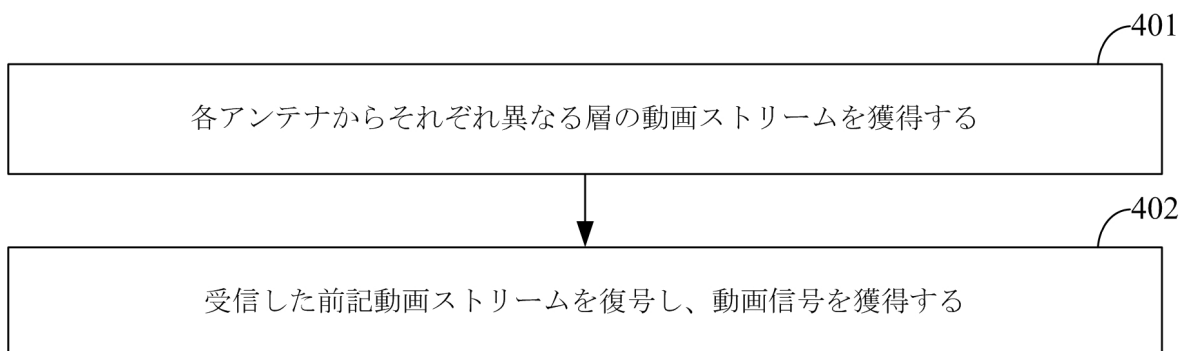 401
各アンテナからそれぞれ異なる層の動画ストリームを獲得する
402
受信した前記動画ストリームを復号し、動画信号を獲得する